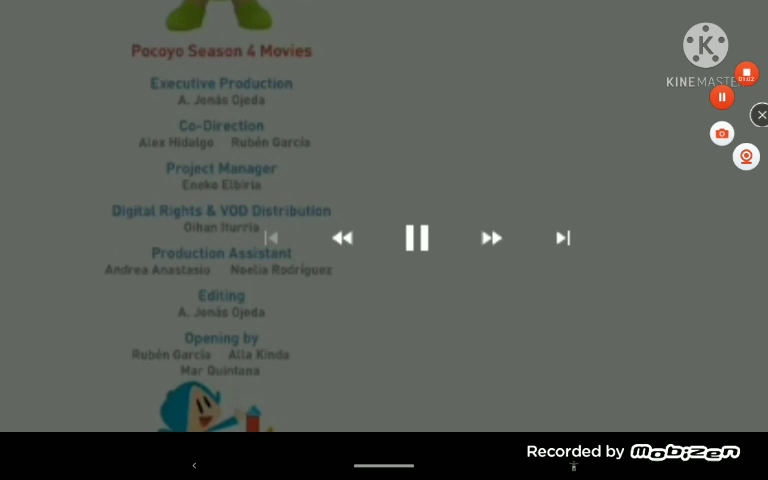 Pocoyo Season 4 Movies
Executive Production
A. Jonás Ojeda
Co-Direction
Alex Hidalgo Rubén García
Project Manager
Eneko Elbiria
Digital Rights & VOD Distribution
Oihan Iturria
Production Assistant
Andrea Anastasio Noelia Rodríguez
Editing
A. Jonás Ojeda
Opening by
Rubén García Alla Kinda
Mar Quintana
K
KINEMASTER
01:02
Recorded by Mobizen